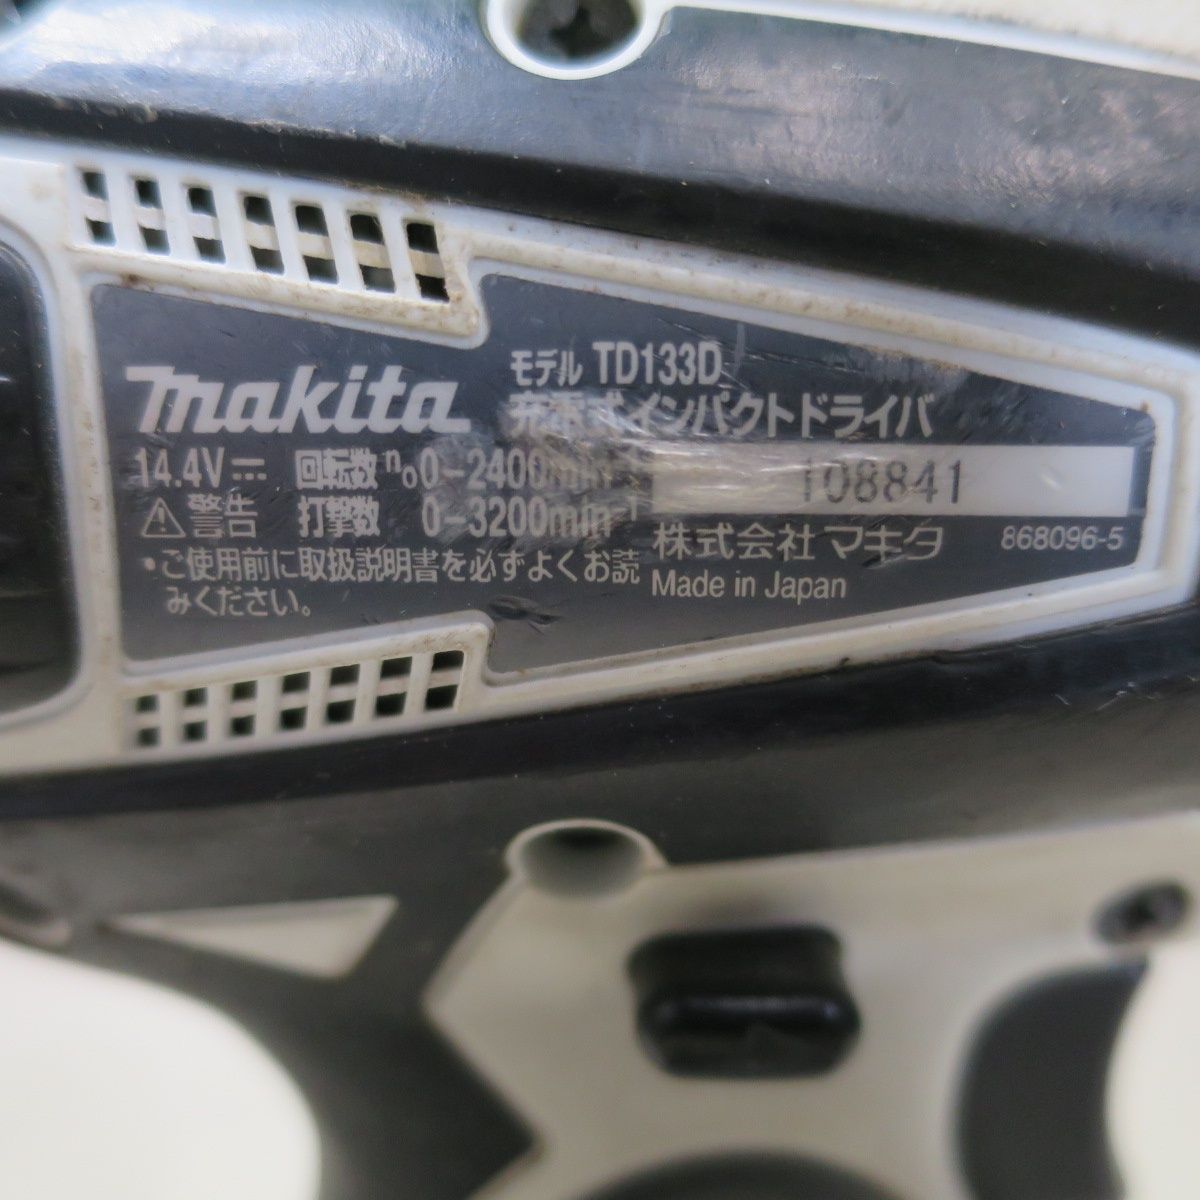 makita
モデル TD133D
充電式インパクトドライバ
14.4V⎓ 回転数 n₀0-2400min⁻¹
⚠警告 打撃数 0-3200min⁻¹
・ご使用前に取扱説明書を必ずよくお読
みください。
108841
株式会社 マキタ 868096-5
Made in Japan